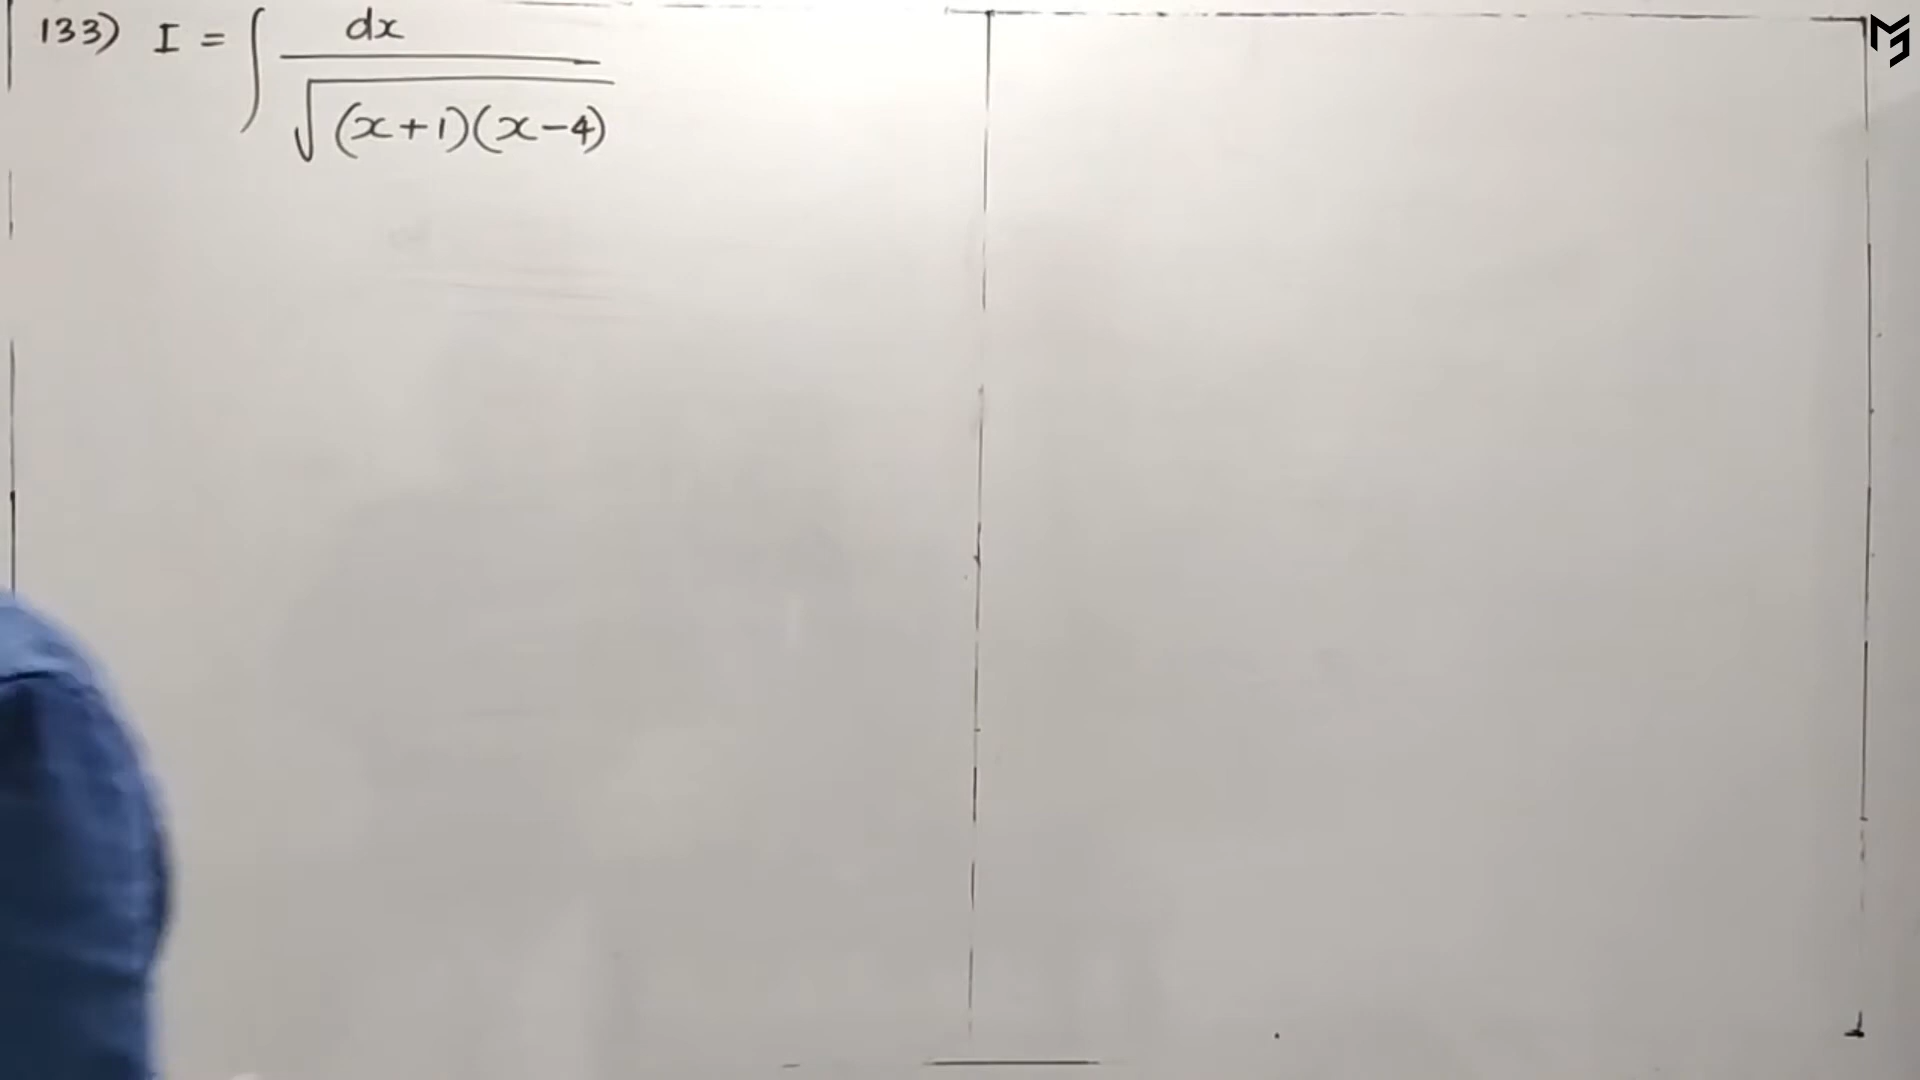 133) I = ∫ dx / √(x+1)(x-4)